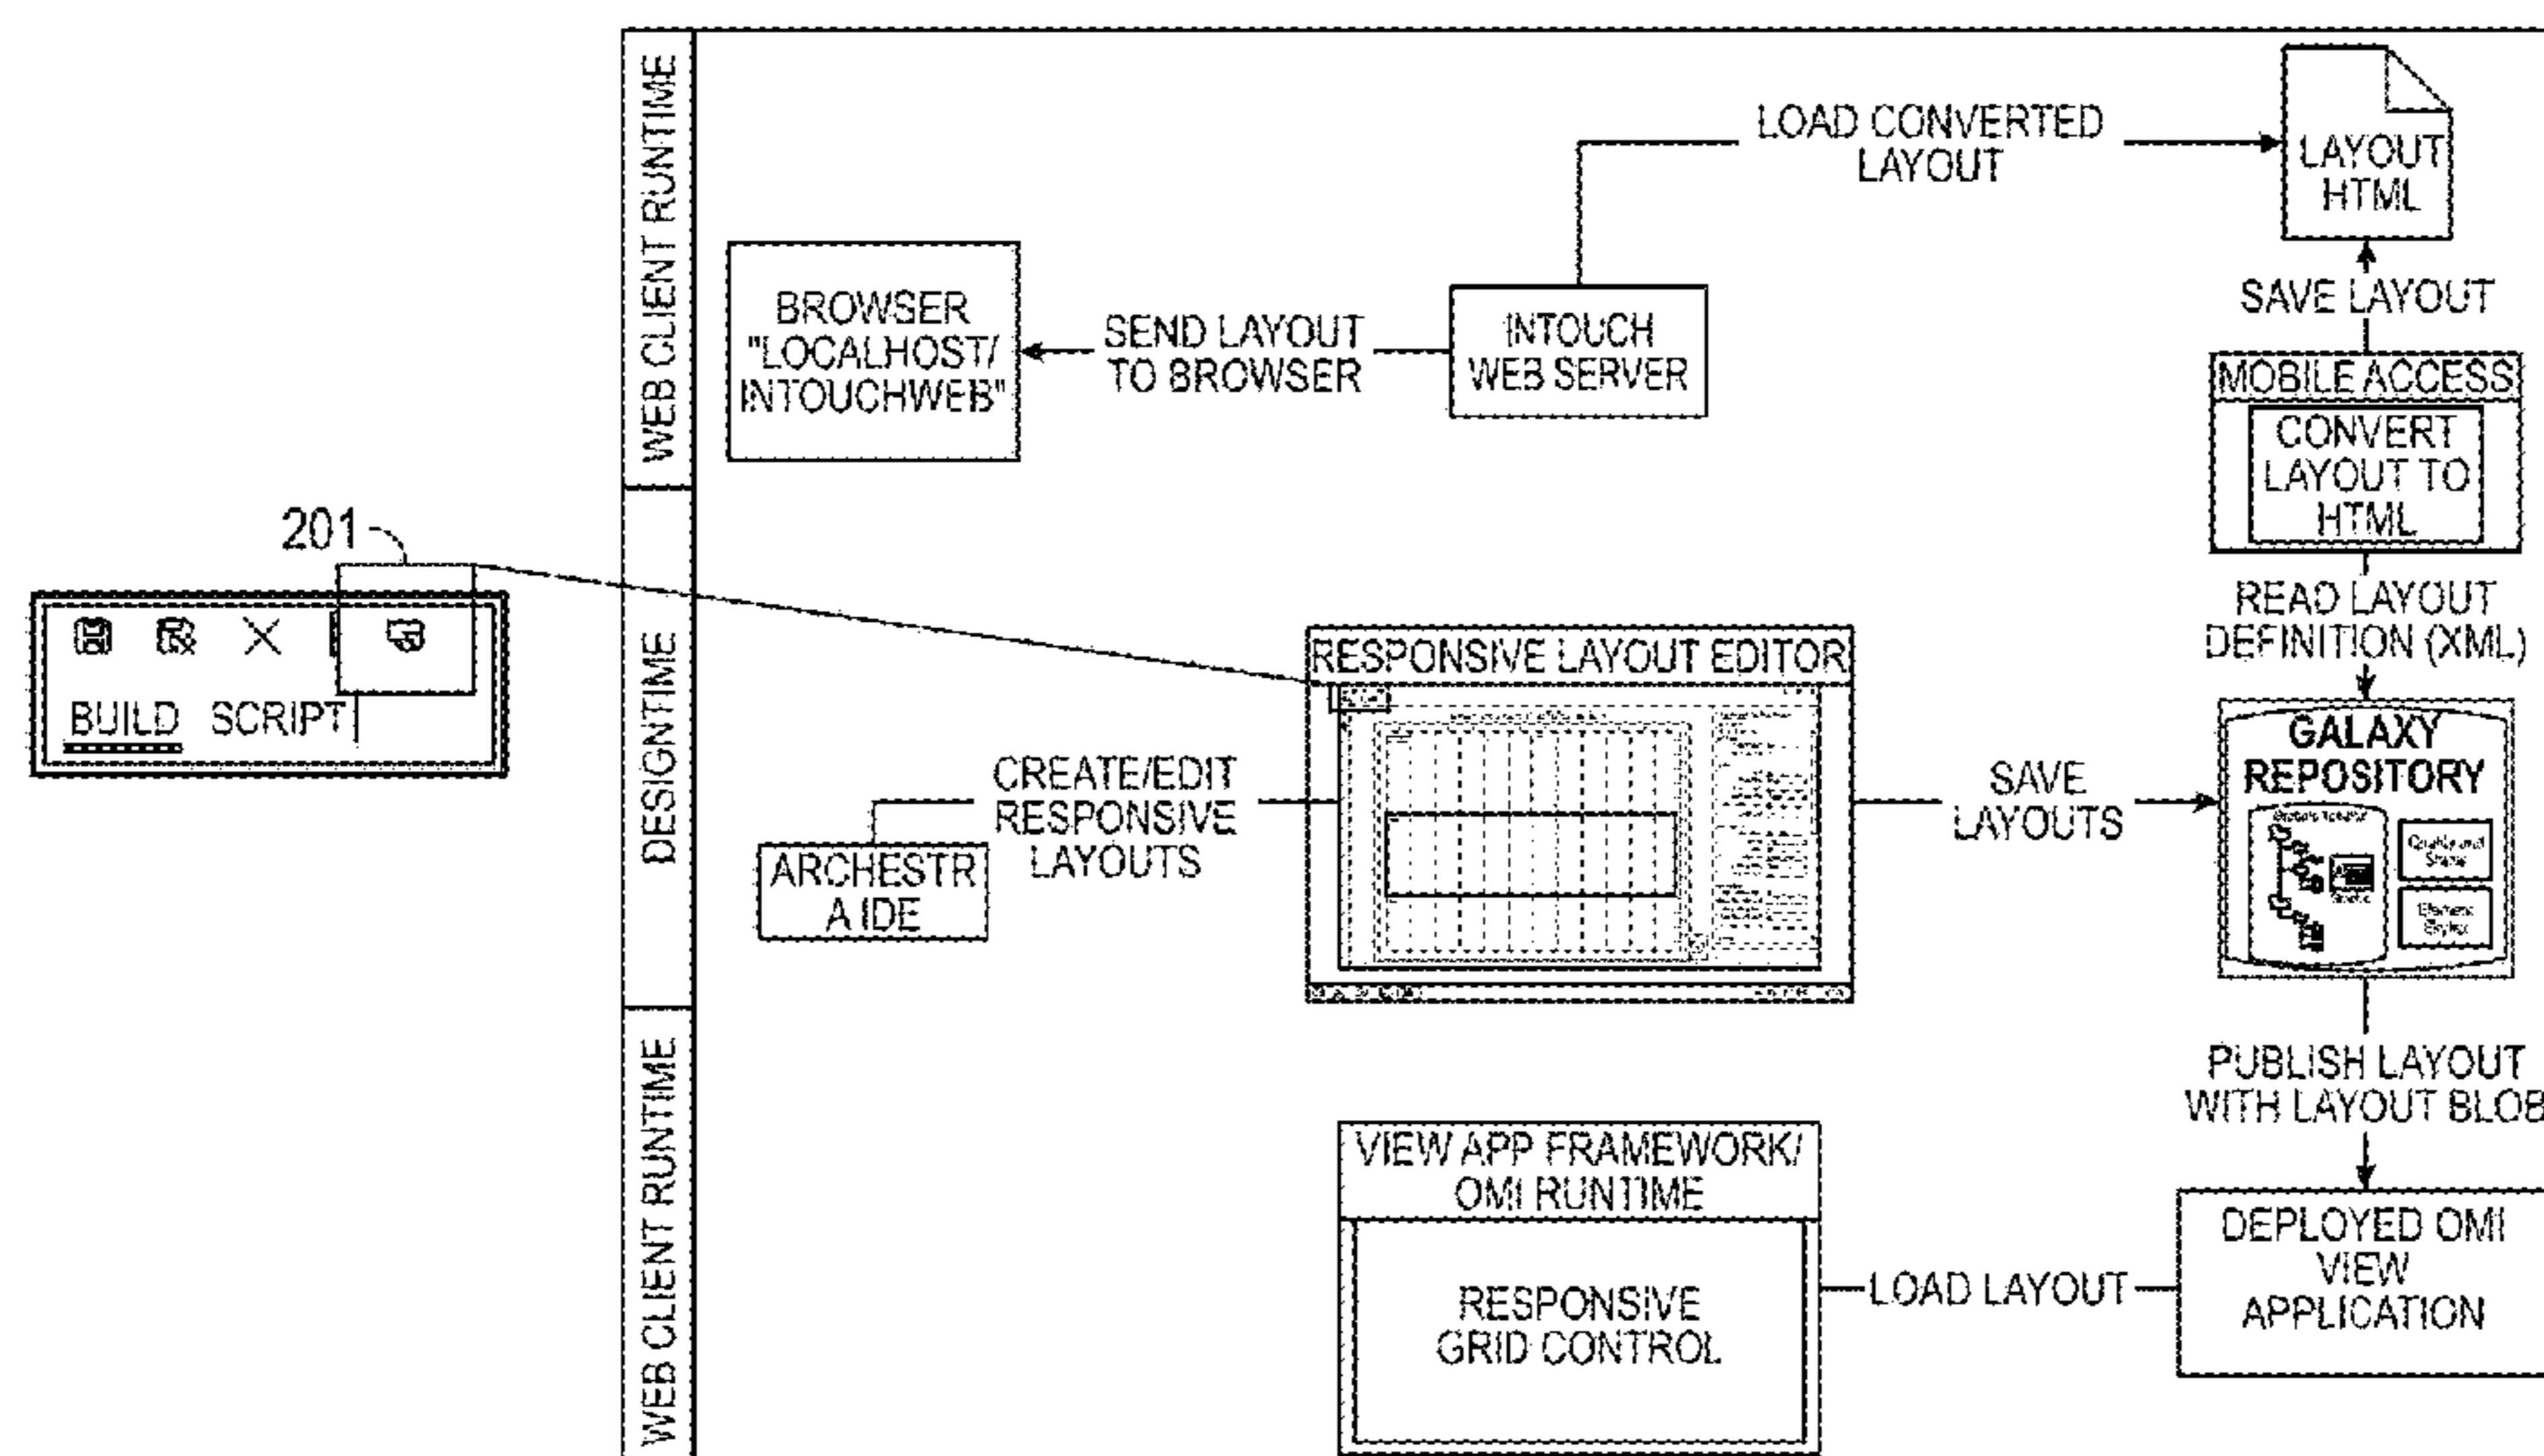 WEB CLIENT RUNTIME
LOAD CONVERTED
LAYOUT
LAYOUT
HTML
BROWSER
"LOCALHOST/
INTOUCHWEB"
SEND LAYOUT
TO BROWSER
INTOUCH
WEB SERVER
SAVE LAYOUT
MOBILE ACCESS
CONVERT
LAYOUT TO
HTML
READ LAYOUT
DEFINITION (XML)
201
BUILD SCRIPT
DESIGNTIME
ARCHESTR
A IDE
CREATE/EDIT
RESPONSIVE
LAYOUTS
RESPONSIVE LAYOUT EDITOR
SAVE
LAYOUTS
GALAXY
REPOSITORY
Quality and
Element
PUBLISH LAYOUT
WITH LAYOUT BLOB
WEB CLIENT RUNTIME
VIEW APP FRAMEWORK/
OMI RUNTIME
RESPONSIVE
GRID CONTROL
LOAD LAYOUT
DEPLOYED OMI
VIEW
APPLICATION